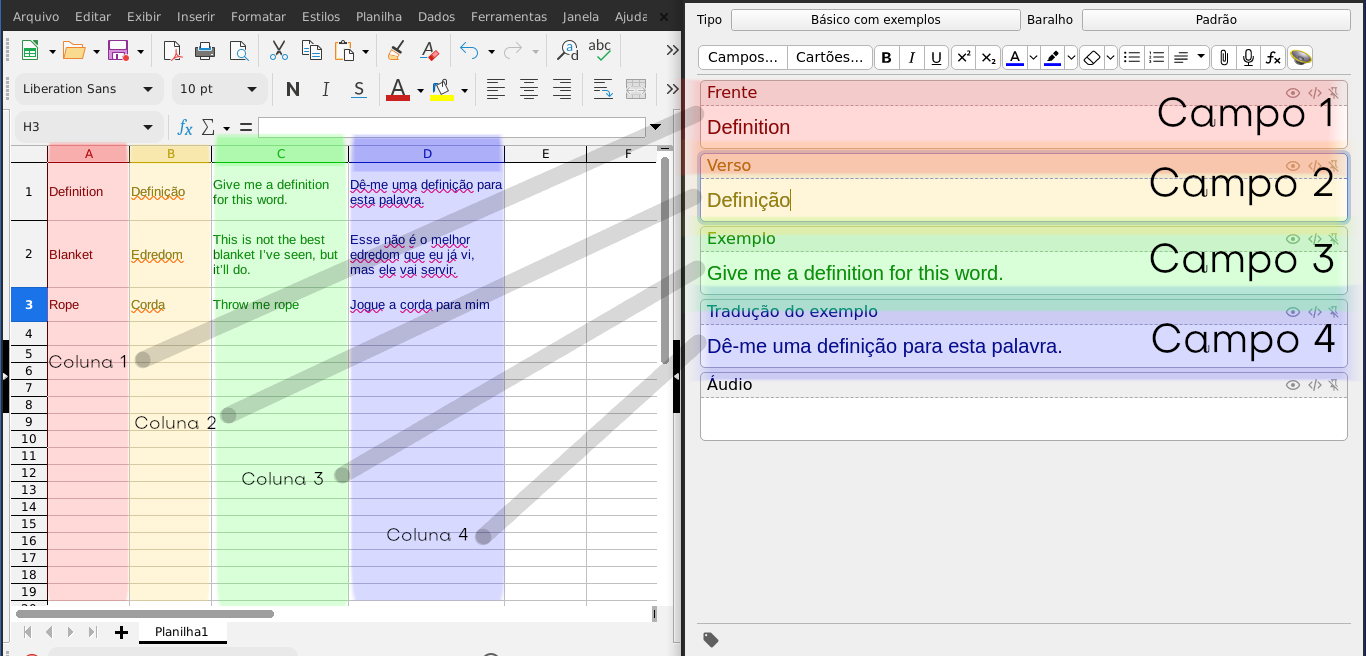 Arquivo Editar Exibir Inserir Formatar Estilos Planilha Dados Ferramentas Janela Ajuda
Liberation Sans 10 pt N I S A
H3 fx Σ =
A B C D E F
1 Definition Definição Give me a definition for this word. Dê-me uma definição para esta palavra.
2 Blanket Edredom This is not the best blanket I've seen, but it'll do. Esse não é o melhor edredom que eu já vi, mas ele vai servir.
3 Rope Corda Throw me rope Jogue a corda para mim
4
5
6
7
8
9
10
11
12
13
14
15
16
17
18
19
Coluna 1
Coluna 2
Coluna 3
Coluna 4
Planilha1
Tipo Básico com exemplos Baralho Padrão
Campos... Cartões... B I U X² X₂ A fx
Frente
Definition
Campo 1
Verso
Definição
Campo 2
Exemplo
Give me a definition for this word.
Campo 3
Tradução do exemplo
Dê-me uma definição para esta palavra.
Campo 4
Áudio